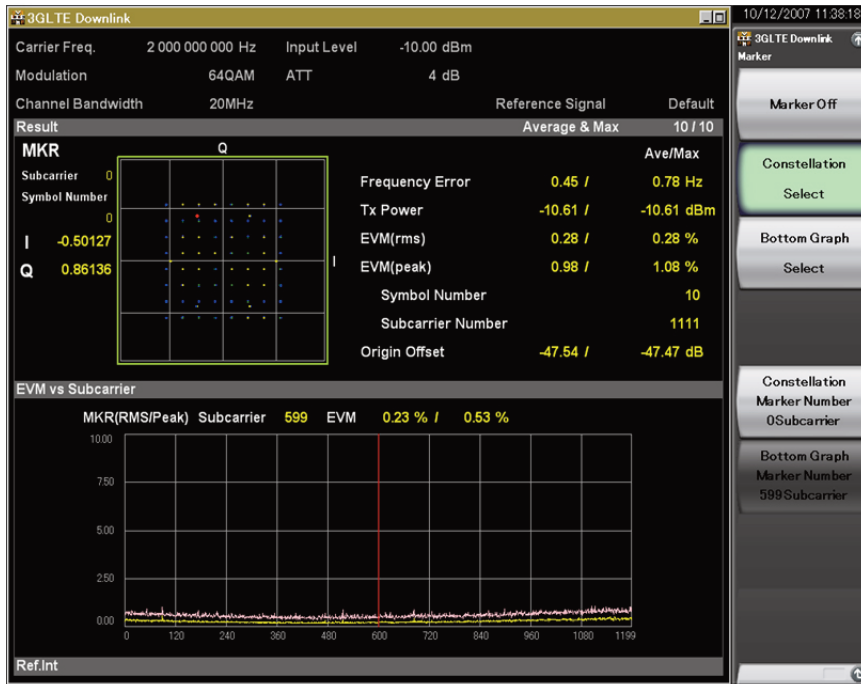 3GLTE Downlink
10/12/2007 11:38:18
Carrier Freq. 2 000 000 000 Hz Input Level -10.00 dBm
Modulation 64QAM ATT 4 dB
Channel Bandwidth 20MHz Reference Signal Default
Result Average & Max 10 / 10
MKR Q Ave/Max
Subcarrier 0
Symbol Number
0
I -0.50127
Q 0.86136
I
Frequency Error 0.45 / 0.78 Hz
Tx Power -10.61 / -10.61 dBm
EVM(rms) 0.28 / 0.28 %
EVM(peak) 0.98 / 1.08 %
Symbol Number 10
Subcarrier Number 1111
Origin Offset -47.54 / -47.47 dB
EVM vs Subcarrier
MKR(RMS/Peak) Subcarrier 599 EVM 0.23 % / 0.53 %
10.00
7.50
5.00
2.50
0.00
0 120 240 360 480 600 720 840 960 1080 1199
Ref.Int
3GLTE Downlink
Marker
Marker Off
Constellation
Select
Bottom Graph
Select
Constellation
Marker Number
0Subcarrier
Bottom Graph
Marker Number
599Subcarrier